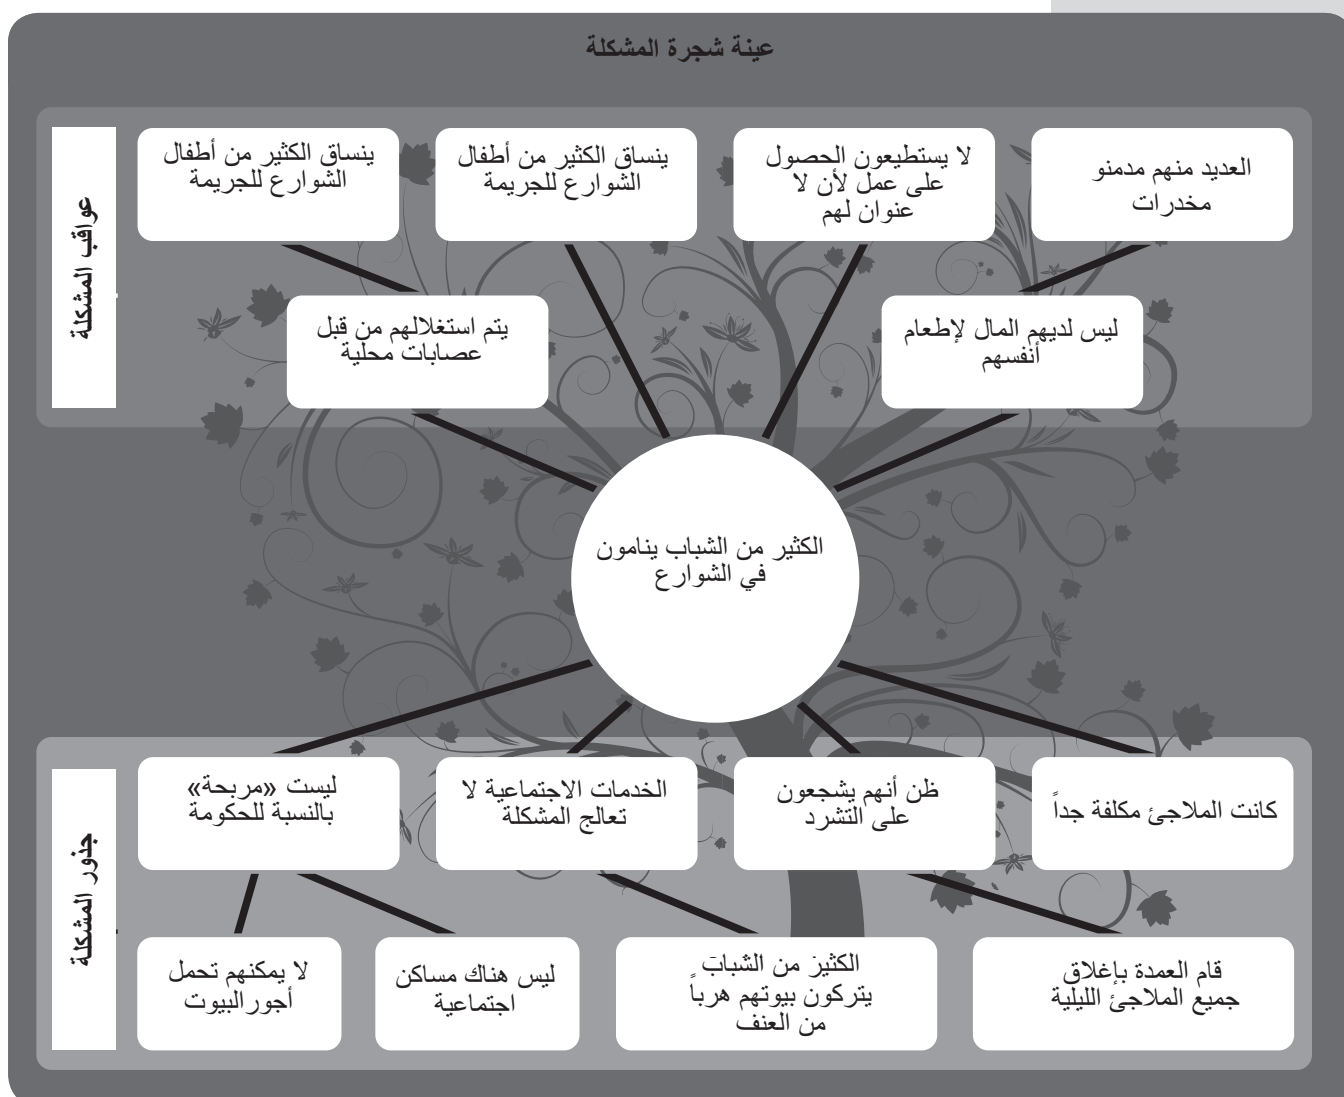 عينة شجرة المشكلة
عواقب المشكلة
العديد منهم مدمنو
مخدرات
لا يستطيعون الحصول
على عمل لأن لا
عنوان لهم
ينساق الكثير من أطفال
الشوارع للجريمة
ينساق الكثير من أطفال
الشوارع للجريمة
ليس لديهم المال لإطعام
أنفسهم
يتم استغلالهم من قبل
عصابات محلية
الكثير من الشباب ينامون
في الشوارع
جذور المشكلة
كانت الملاجئ مكلفة جداً
ظن أنهم يشجعون
على التشرد
الخدمات الاجتماعية لا
تعالج المشكلة
ليست «مربحة»
بالنسبة للحكومة
قام العمدة بإغلاق
جميع الملاجئ الليلية
الكثير من الشباب
يتركون بيوتهم هرباً
من العنف
ليس هناك مساكن
اجتماعية
لا يمكنهم تحمل
أجورالبيوت